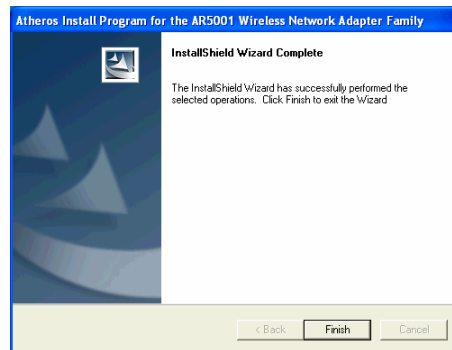 Atheros Install Program for the AR5001 Wireless Network Adapter Family
InstallShield Wizard Complete
The InstallShield Wizard has successfully performed the
selected operations. Click Finish to exit the Wizard
< Back
Finish
Cancel